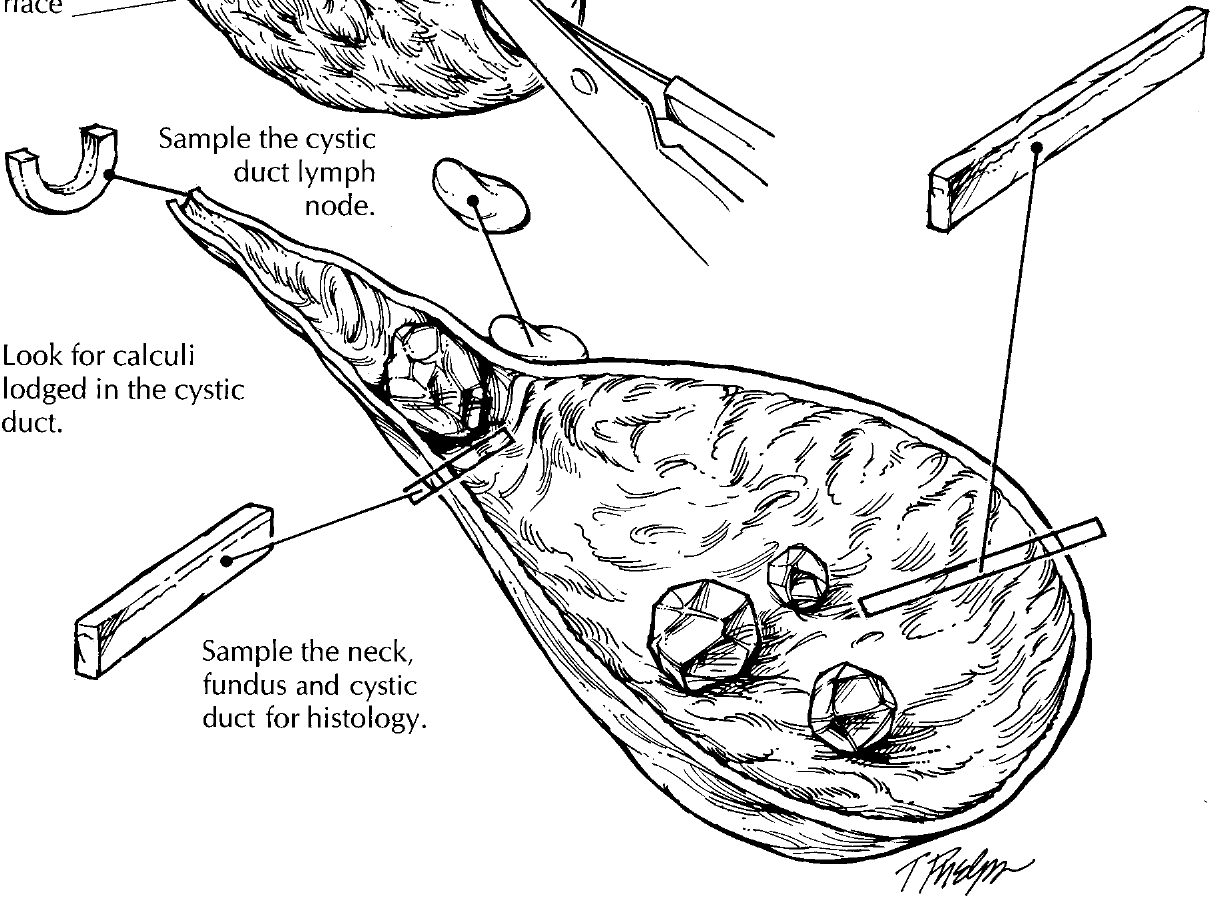 Sample the cystic
duct lymph
node.
Look for calculi
lodged in the cystic
duct.
Sample the neck,
fundus and cystic
duct for histology.
T Phelps